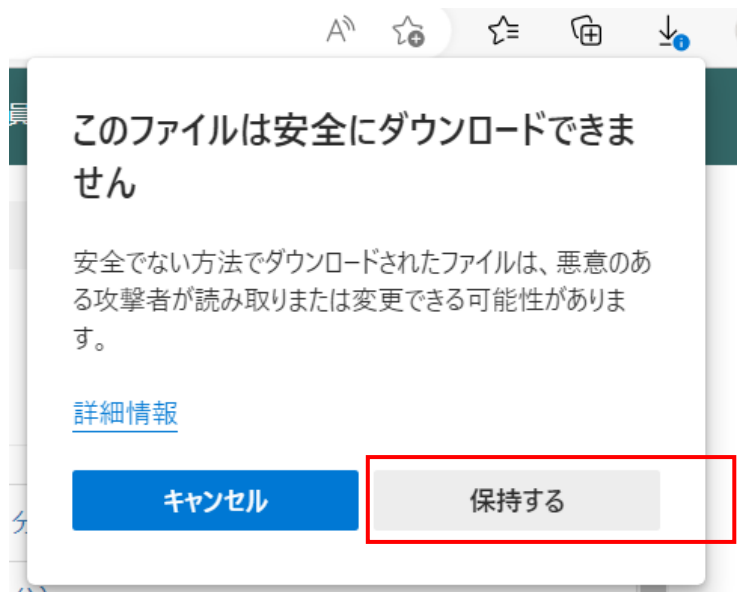 員
このファイルは安全にダウンロードできま
せん
安全でない方法でダウンロードされたファイルは、悪意のあ
る攻撃者が読み取りまたは変更できる可能性がありま
す。
詳細情報
キャンセル
保持する